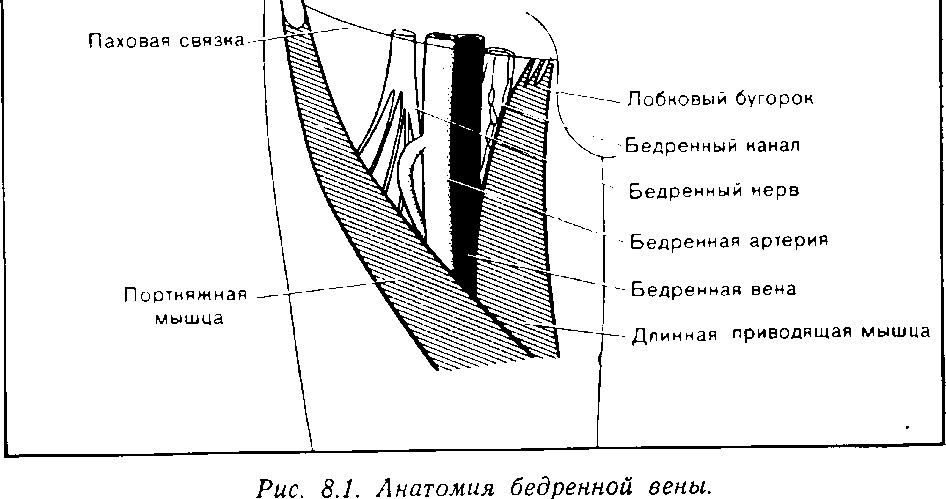 Паховая связка
Лобковый бугорок
Бедренный канал
Бедренный нерв
Бедренная артерия
Бедренная вена
Портняжная
мышца
Длинная приводящая мышца
Рис. 8.1. Анатомия бедренной вены.